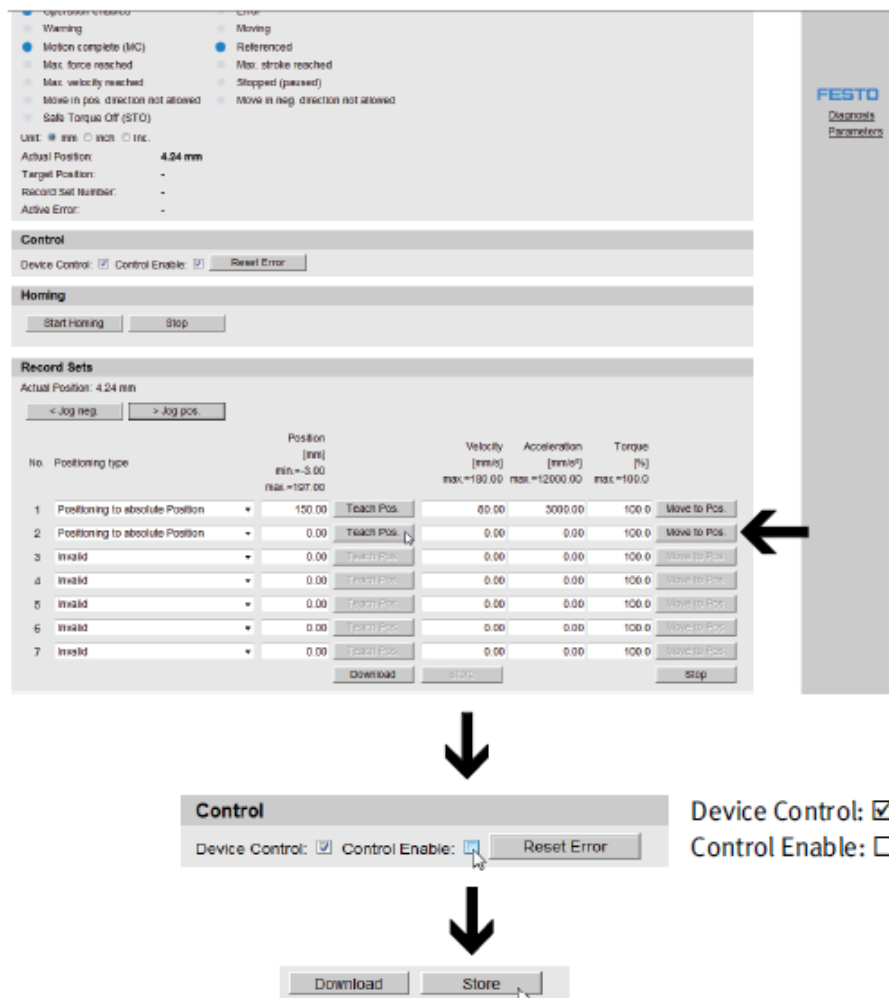 Operation enabled Error
Warning Moving
Motion complete (MC) Referenced
Max. force reached Max. stroke reached
Max. velocity reached Stopped (paused)
Move in pos. direction not allowed Move in neg. direction not allowed
Safe Torque Off (STO)
Unit: mm inch Inc.
Actual Position: 4.24 mm
Target Position: -
Record Set Number: -
Active Error: -
FESTO
Diagnosis
Parameters
Control
Device Control: Control Enable: Reset Error
Homing
Start Homing Stop
Record Sets
Actual Position: 4.24 mm
< Jog neg. > Jog pos.
No. Positioning type Position [mm] min.=-3.00 max.=197.00 Velocity [mm/s] max.=180.00 Acceleration [mm/s²] max.=12000.00 Torque [%] max.=100.0
1 Positioning to absolute Position 150.00 Teach Pos. 80.00 3000.00 100.0 Move to Pos.
2 Positioning to absolute Position 0.00 Teach Pos. 0.00 0.00 100.0 Move to Pos.
3 Invalid 0.00 Teach Pos. 0.00 0.00 100.0 Move to Pos.
4 Invalid 0.00 Teach Pos. 0.00 0.00 100.0 Move to Pos.
5 Invalid 0.00 Teach Pos. 0.00 0.00 100.0 Move to Pos.
6 Invalid 0.00 Teach Pos. 0.00 0.00 100.0 Move to Pos.
7 Invalid 0.00 Teach Pos. 0.00 0.00 100.0 Move to Pos.
Download Store Stop
Control
Device Control: Control Enable: Reset Error
Device Control: ☑
Control Enable: ☐
Download Store